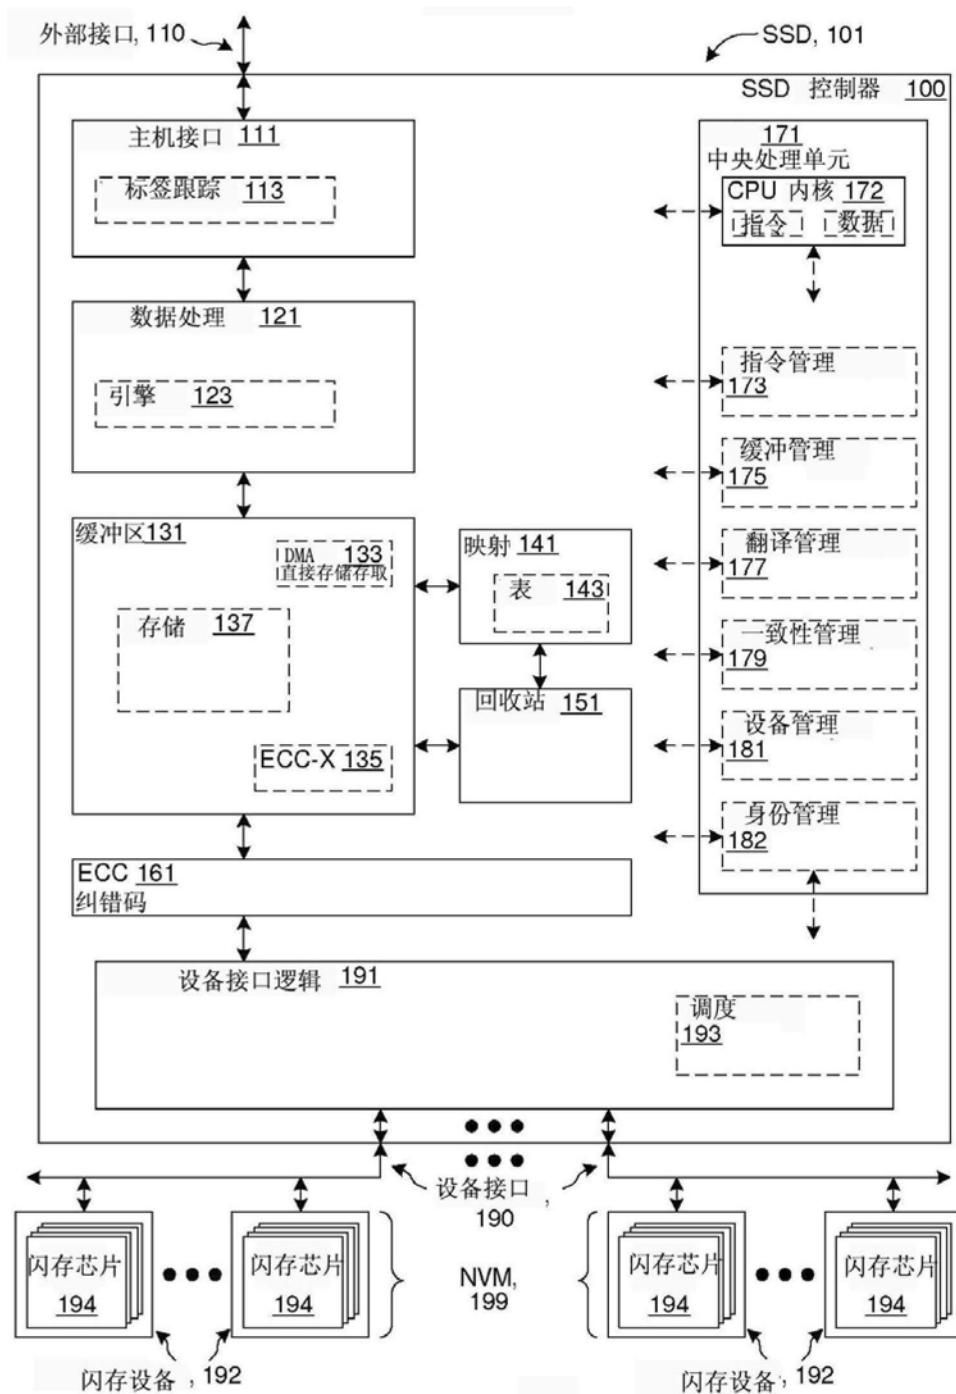 外部接口, 110
SSD, 101
SSD 控制器 100
主机接口 111
标签跟踪 113
171
中央处理单元
CPU 内核 172
指令 数据
数据处理 121
引擎 123
指令管理
173
缓冲管理
175
缓冲区131
DMA 133
直接存储存取
存储 137
ECC-X 135
映射 141
表 143
回收站 151
翻译管理
177
一致性管理
179
设备管理
181
身份管理
182
ECC 161
纠错码
设备接口逻辑 191
调度
193
设备接口,
190
闪存芯片
194
闪存芯片
194
NVM,
199
闪存芯片
194
闪存芯片
194
闪存设备, 192
闪存设备, 192